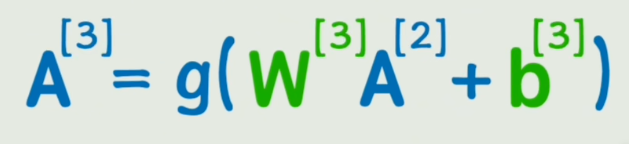 A^[3] = g(W^[3]A^[2] + b^[3])